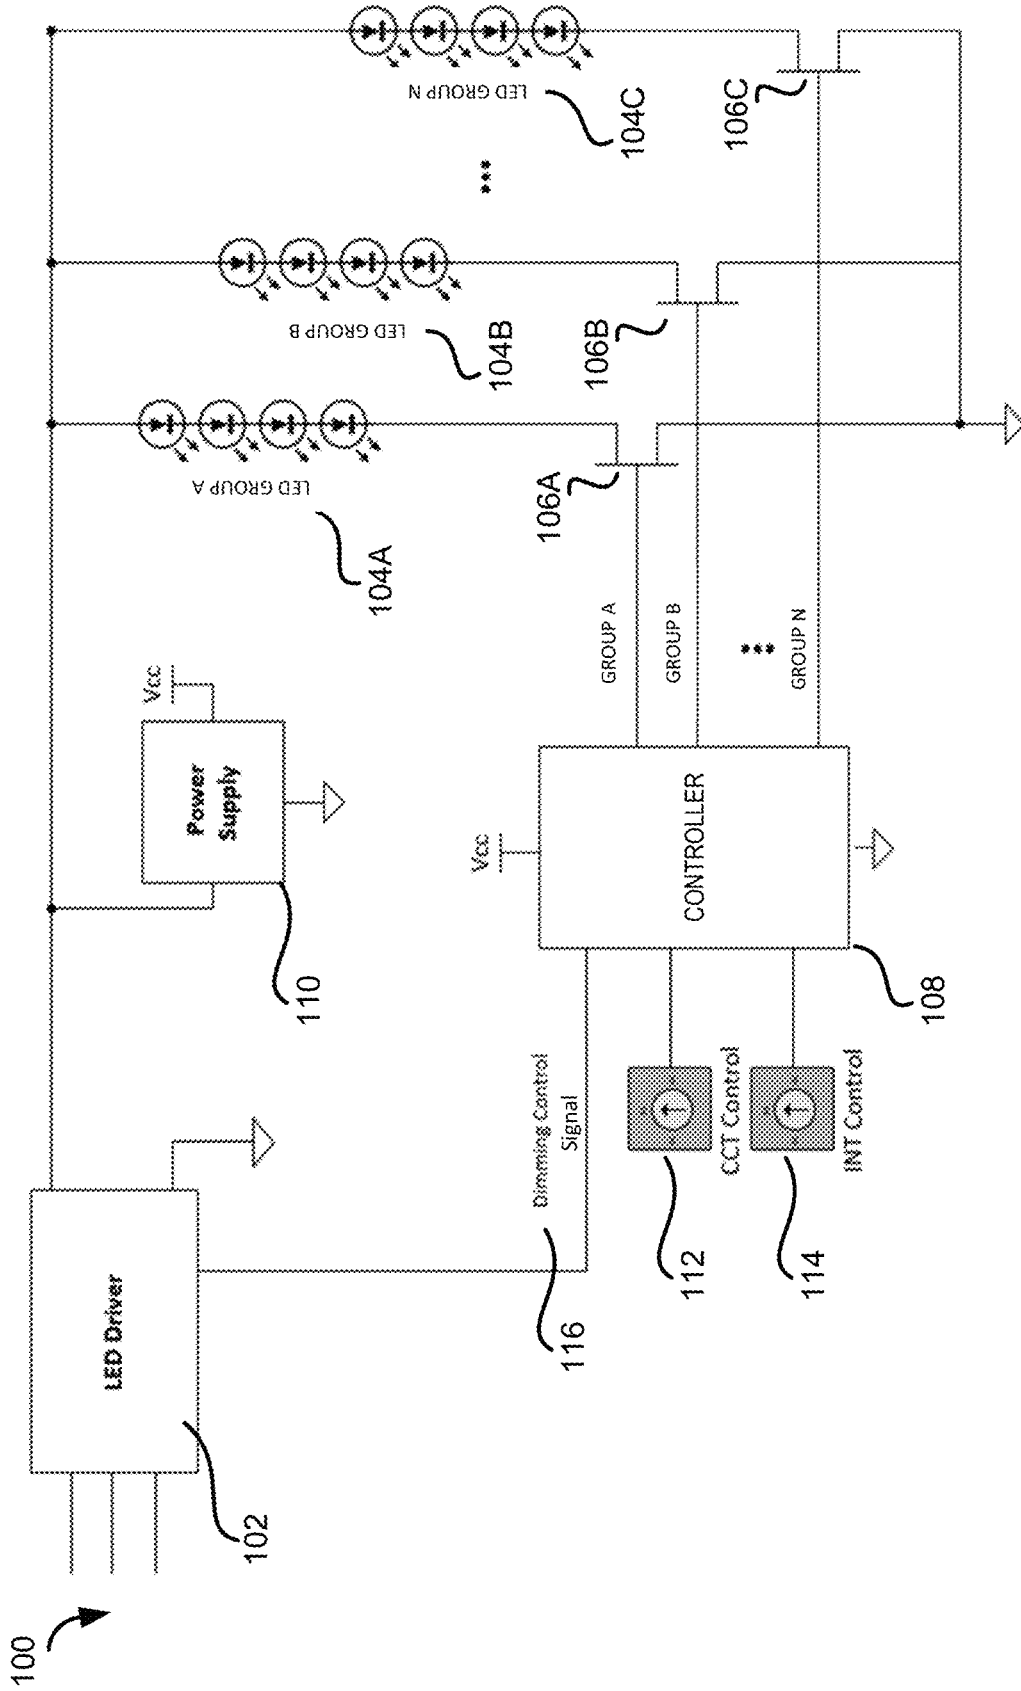 100
LED Driver
102
Power
Supply
Vcc
110
LED GROUP A
104A
LED GROUP B
104B
LED GROUP N
104C
•••
Dimming Control
Signal
116
Vcc
CONTROLLER
108
CCT Control
112
INT Control
114
GROUP A
GROUP B
•••
GROUP N
106A
106B
106C